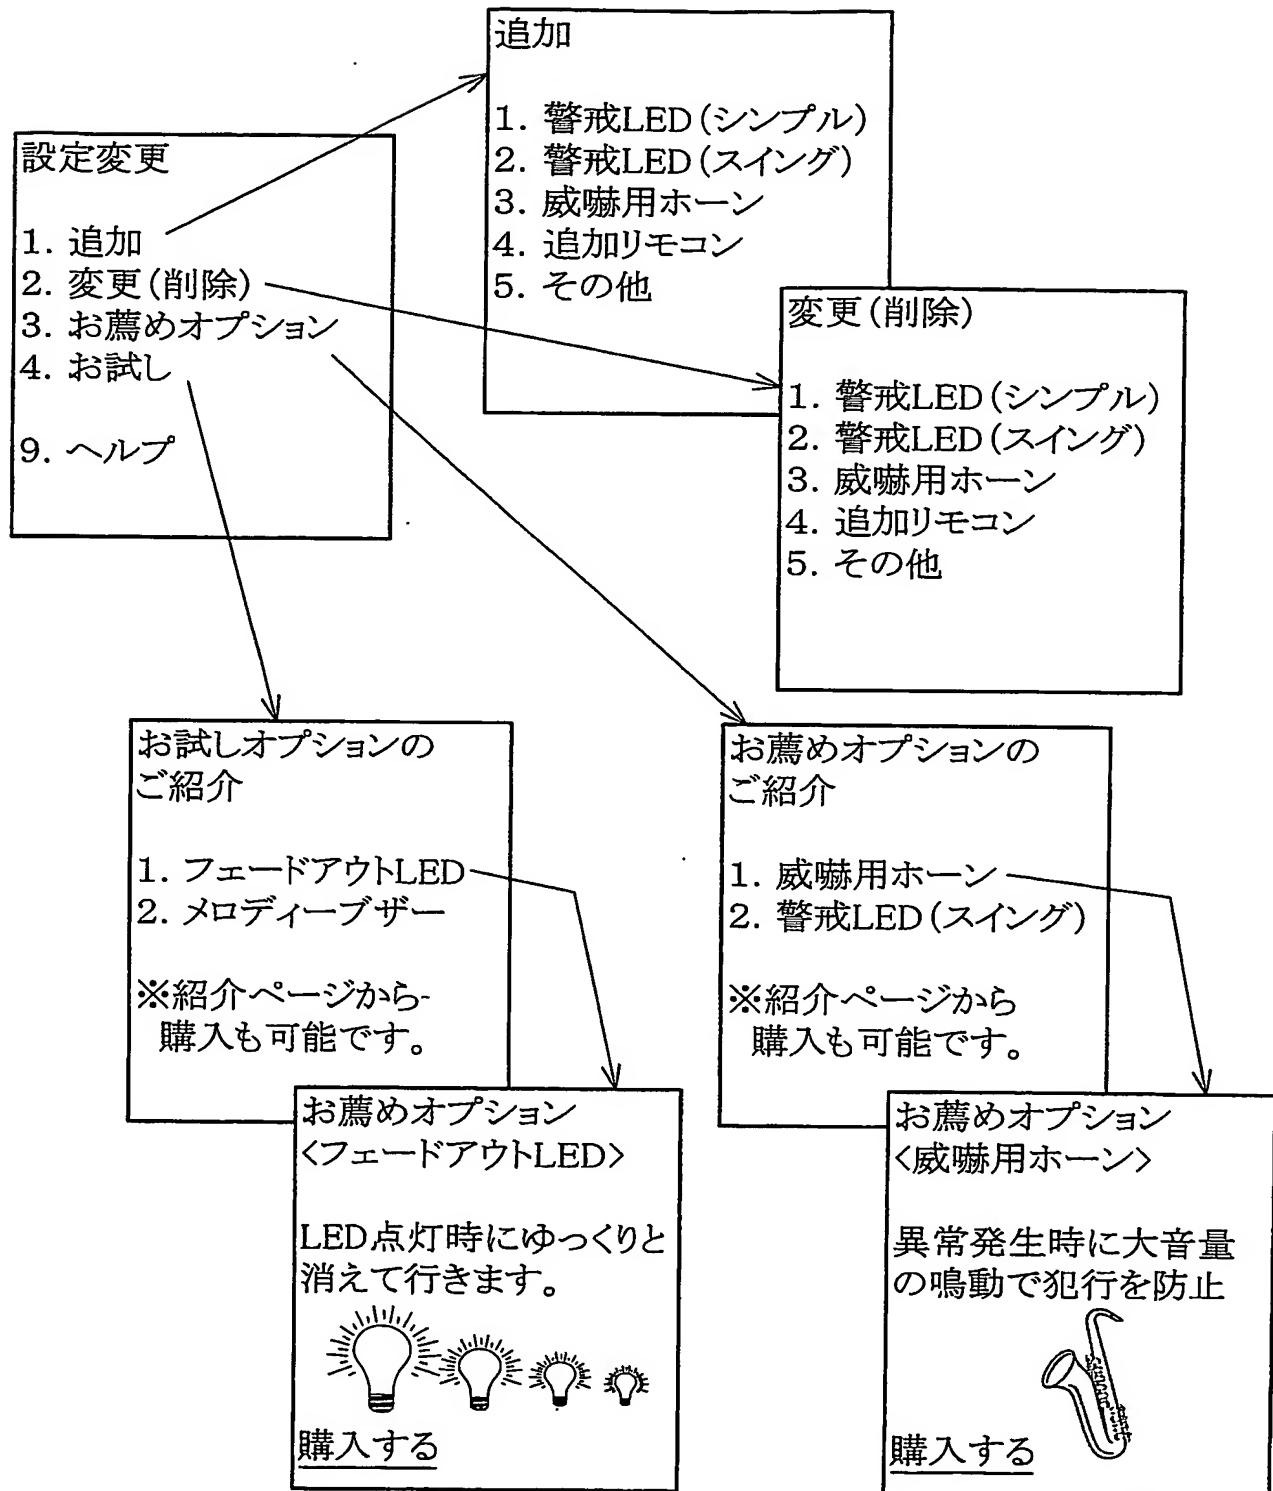 追加
1. 警戒LED(シンプル)
2. 警戒LED(スイング)
3. 威嚇用ホーン
4. 追加リモコン
5. その他
設定変更
1. 追加
2. 変更(削除)
3. お薦めオプション
4. お試し
9. ヘルプ
変更(削除)
1. 警戒LED(シンプル)
2. 警戒LED(スイング)
3. 威嚇用ホーン
4. 追加リモコン
5. その他
お試しオプションの
ご紹介
1. フェードアウトLED
2. メロディーブザー
※紹介ページから
購入も可能です。
お薦めオプションの
ご紹介
1. 威嚇用ホーン
2. 警戒LED(スイング)
※紹介ページから
購入も可能です。
お薦めオプション
<フェードアウトLED>
LED点灯時にゆっくりと
消えて行きます。
購入する
お薦めオプション
<威嚇用ホーン>
異常発生時に大音量
の鳴動で犯行を防止
購入する